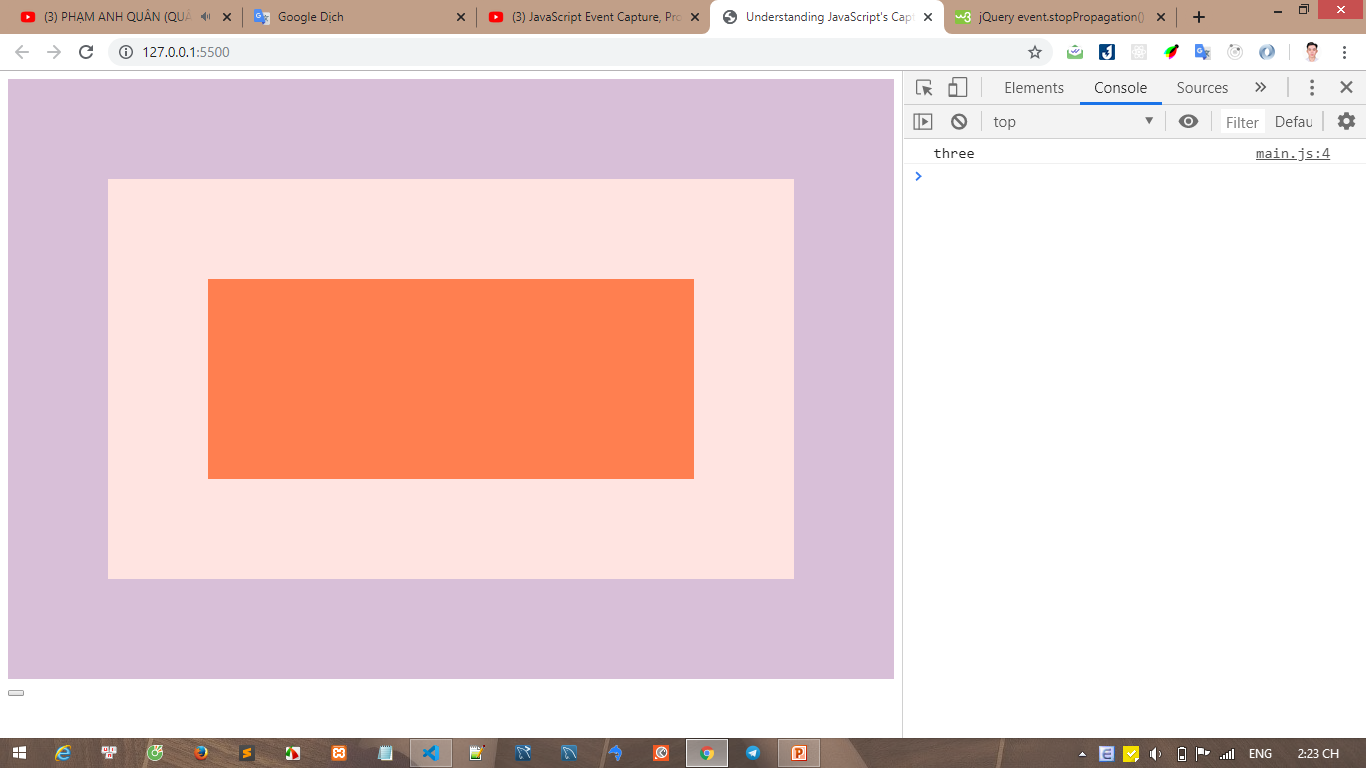 (3) PHẠM ANH QUÂN (QUÂ
Google Dịch
(3) JavaScript Event Capture, Pro
Understanding JavaScript's Capt
jQuery event.stopPropagation()
127.0.0.1:5500
Elements
Console
Sources
top
Filter
Defau
three
main.js:4
ENG
2:23 CH